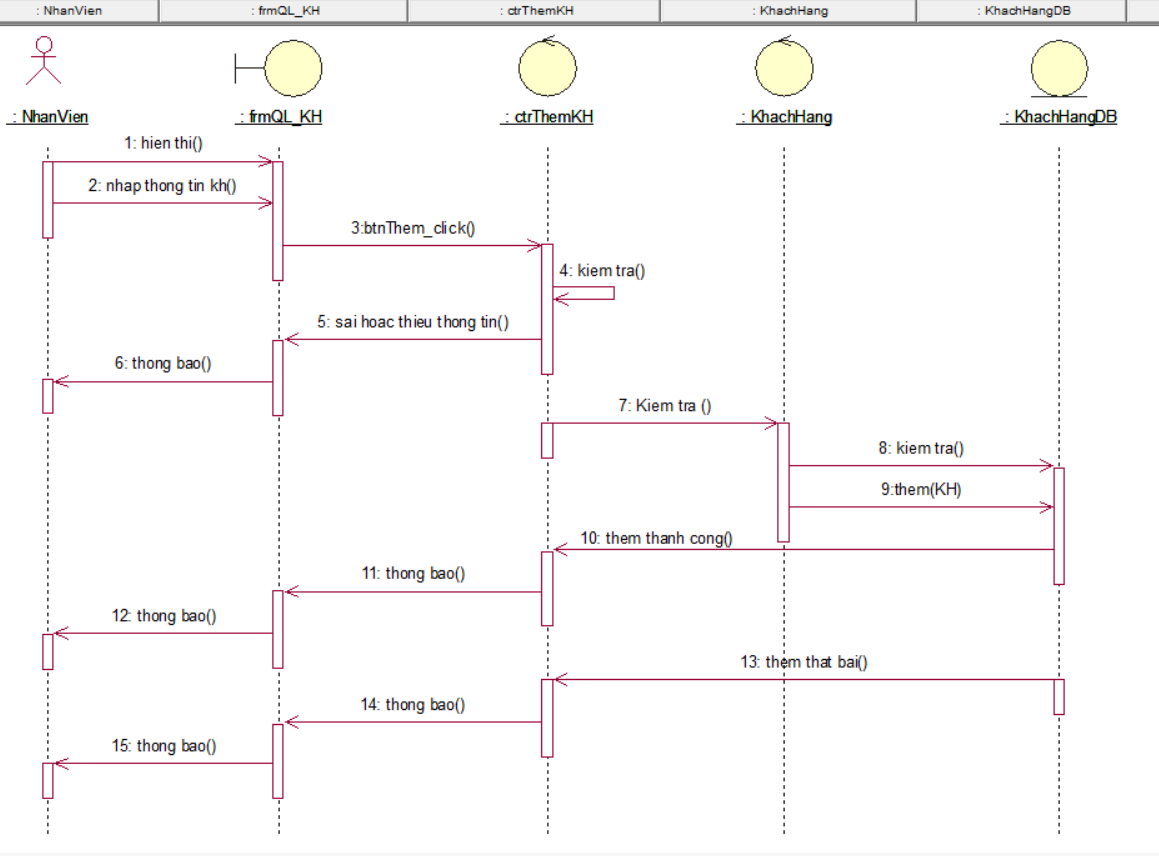 : NhanVien
: frmQL_KH
: ctrThemKH
: KhachHang
: KhachHangDB
: NhanVien
: frmQL_KH
: ctrThemKH
: KhachHang
: KhachHangDB
1: hien thi()
2: nhap thong tin kh()
3:btnThem_click()
4: kiem tra()
5: sai hoac thieu thong tin()
6: thong bao()
7: Kiem tra ()
8: kiem tra()
9:them(KH)
10: them thanh cong()
11: thong bao()
12: thong bao()
13: them that bai()
14: thong bao()
15: thong bao()